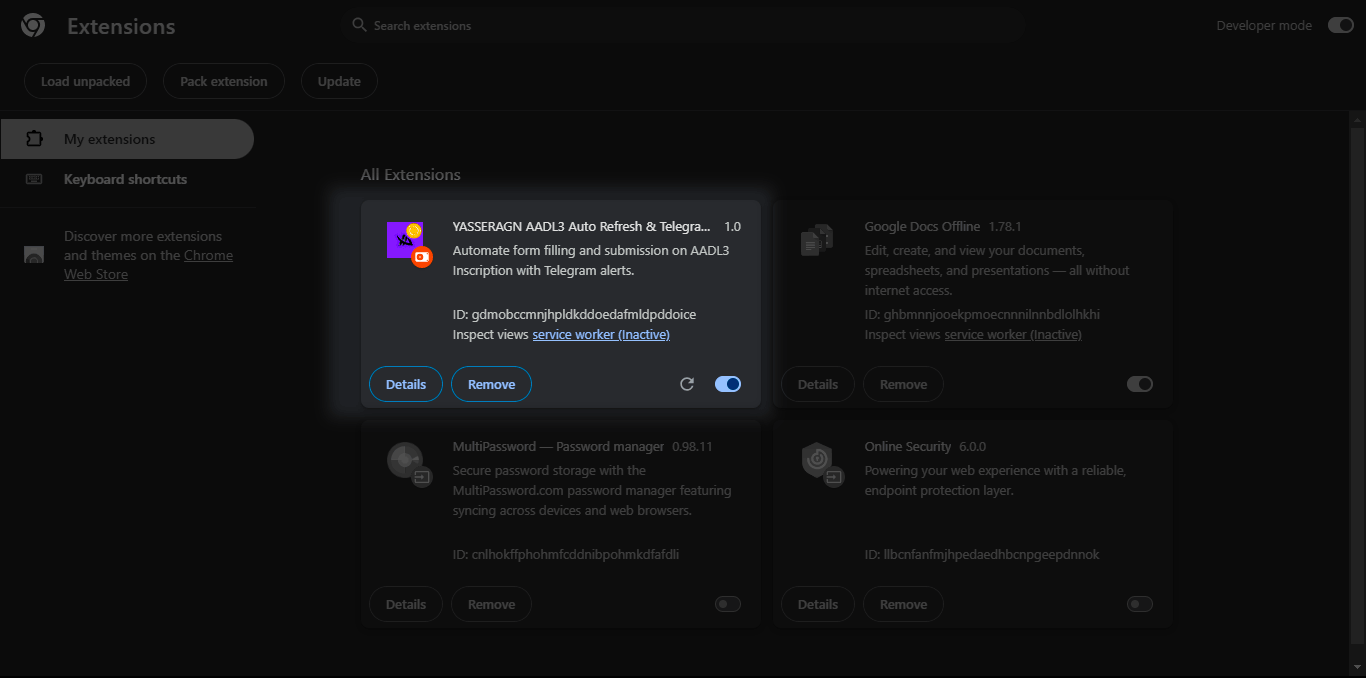 Extensions
Search extensions
Developer mode
Load unpacked
Pack extension
Update
My extensions
Keyboard shortcuts
Discover more extensions
and themes on the Chrome
Web Store
All Extensions
YASSERAGN AADL3 Auto Refresh & Telegra... 1.0
Automate form filling and submission on AADL3
Inscription with Telegram alerts.
ID: gdmobccmnjhpldkddoedafmldpddoice
Inspect views service worker (Inactive)
Details
Remove
Google Docs Offline 1.78.1
Edit, create, and view your documents,
spreadsheets, and presentations — all without
internet access.
ID: ghbmnnjooekpmoecnnnilnnbdlolhkhi
Inspect views service worker (Inactive)
Details
Remove
MultiPassword — Password manager 0.98.11
Secure password storage with the
MultiPassword.com password manager featuring
syncing across devices and web browsers.
ID: cnlhokffphohmfcddnibpohmkdfafdli
Details
Remove
Online Security 6.0.0
Powering your web experience with a reliable,
endpoint protection layer.
ID: llbcnfanfmjhpedaedhbcnpgeepdnnok
Details
Remove